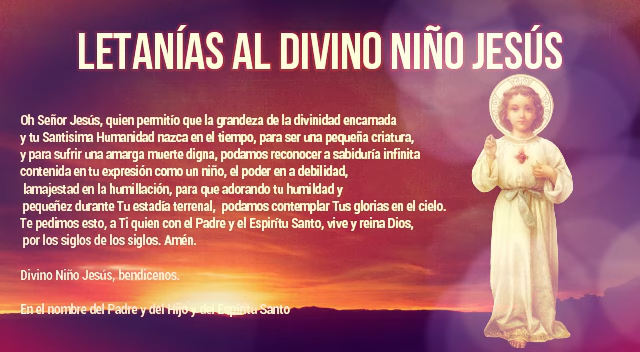 LETANÍAS AL DIVINO NIÑO JESÚS
Oh Señor Jesús, quien permitío que la grandeza de la divinidad encarnada
y tu Santisima Humanidad nazca en el tiempo, para ser una pequeña criatura,
y para sufrir una amarga muerte digna, podamos reconocer a sabiduría infinita
contenida en tu expresión como un niño, el poder en a debilidad,
lamajestad en la humillación, para que adorando tu humildad y
pequeñez durante Tu estadía terrenal, podamos contemplar Tus glorias en el cielo.
Te pedimos esto, a Ti quien con el Padre y el Espirítu Santo, vive y reina Dios,
por los siglos de los siglos. Amén.
Divino Niño Jesús, bendícenos.
En el nombre del Padre y del Hijo y del Espíritu Santo